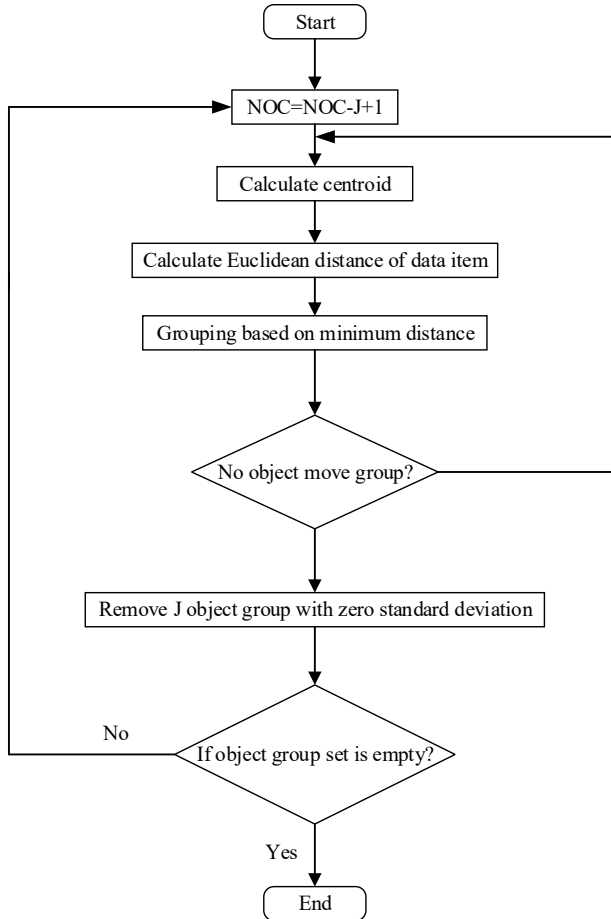 Start
NOC=NOC-J+1
Calculate centroid
Calculate Euclidean distance of data item
Grouping based on minimum distance
No object move group?
Remove J object group with zero standard deviation
No
If object group set is empty?
Yes
End